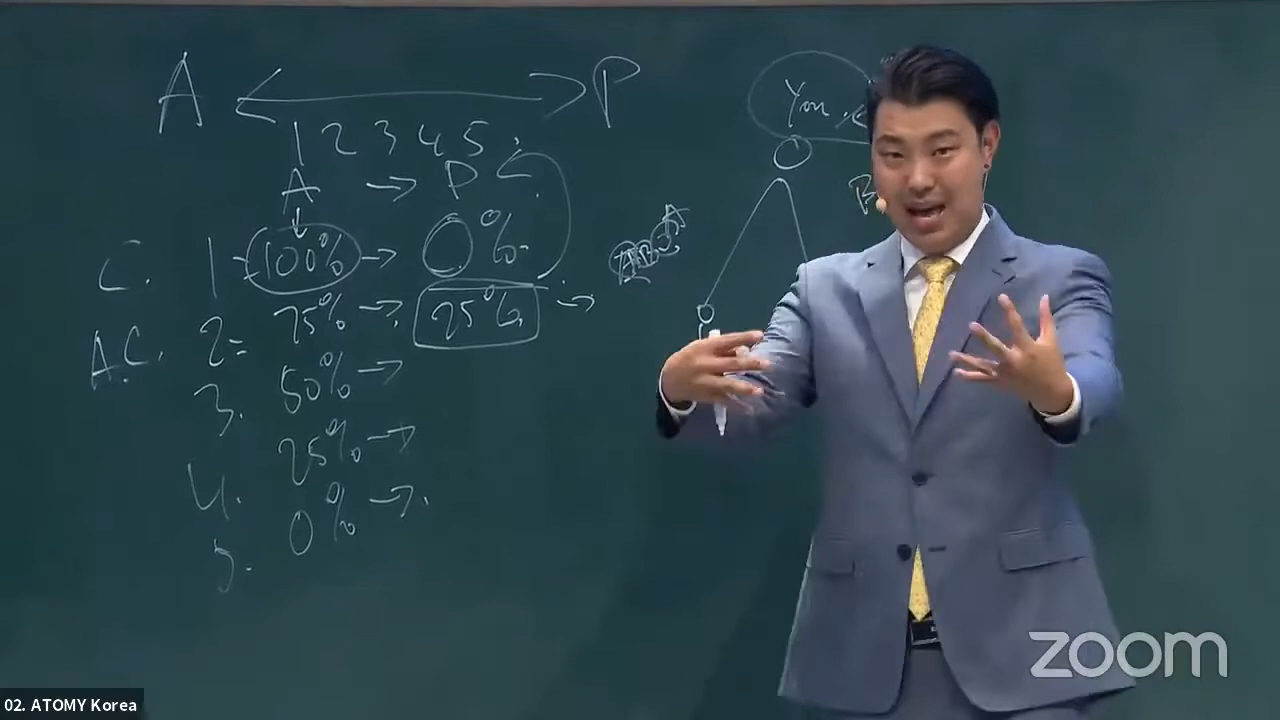 A P
1 2 3 4 5
A → P
C. 1 - 100% → 0%
A.C. 2 = 75% → 25% →
3. 50% →
4. 25% →
5. 0% →
You
B
zoom
02. ATOMY Korea